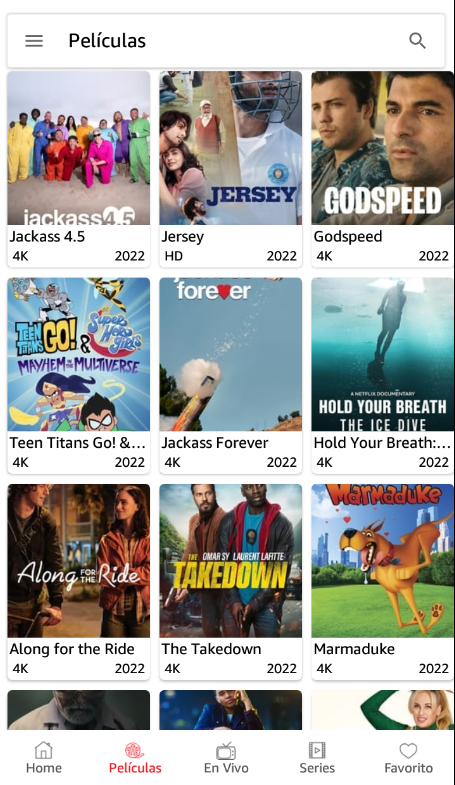 Películas
jackass4.5
JERSEY
GODSPEED
Jackass 4.5
Jersey
Godspeed
4K 2022
HD 2022
4K 2022
TEEN TITANS GO! & Super Hero Girls
MAYHEM IN THE MULTIVERSE
forever
A NETFLIX DOCUMENTARY
HOLD YOUR BREATH
THE ICE DIVE
Teen Titans Go! &...
Jackass Forever
Hold Your Breath:...
4K 2022
4K 2022
4K 2022
Along FOR THE Ride
OMAR SY LAURENT LAFITTE
THE TAKEDOWN
MARMADUKE
Along for the Ride
The Takedown
Marmaduke
4K 2022
4K 2022
4K 2022
Home
Películas
En Vivo
Series
Favorito